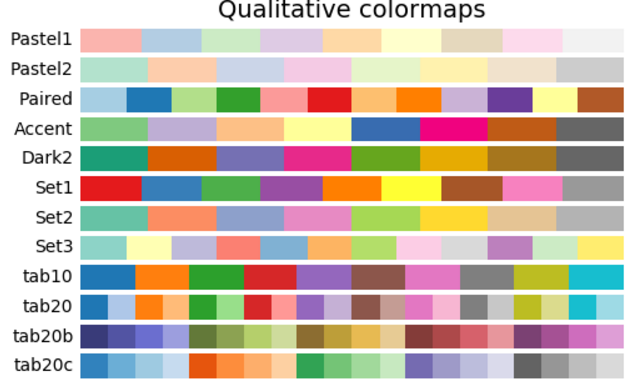 Qualitative colormaps
Pastel1
Pastel2
Paired
Accent
Dark2
Set1
Set2
Set3
tab10
tab20
tab20b
tab20c